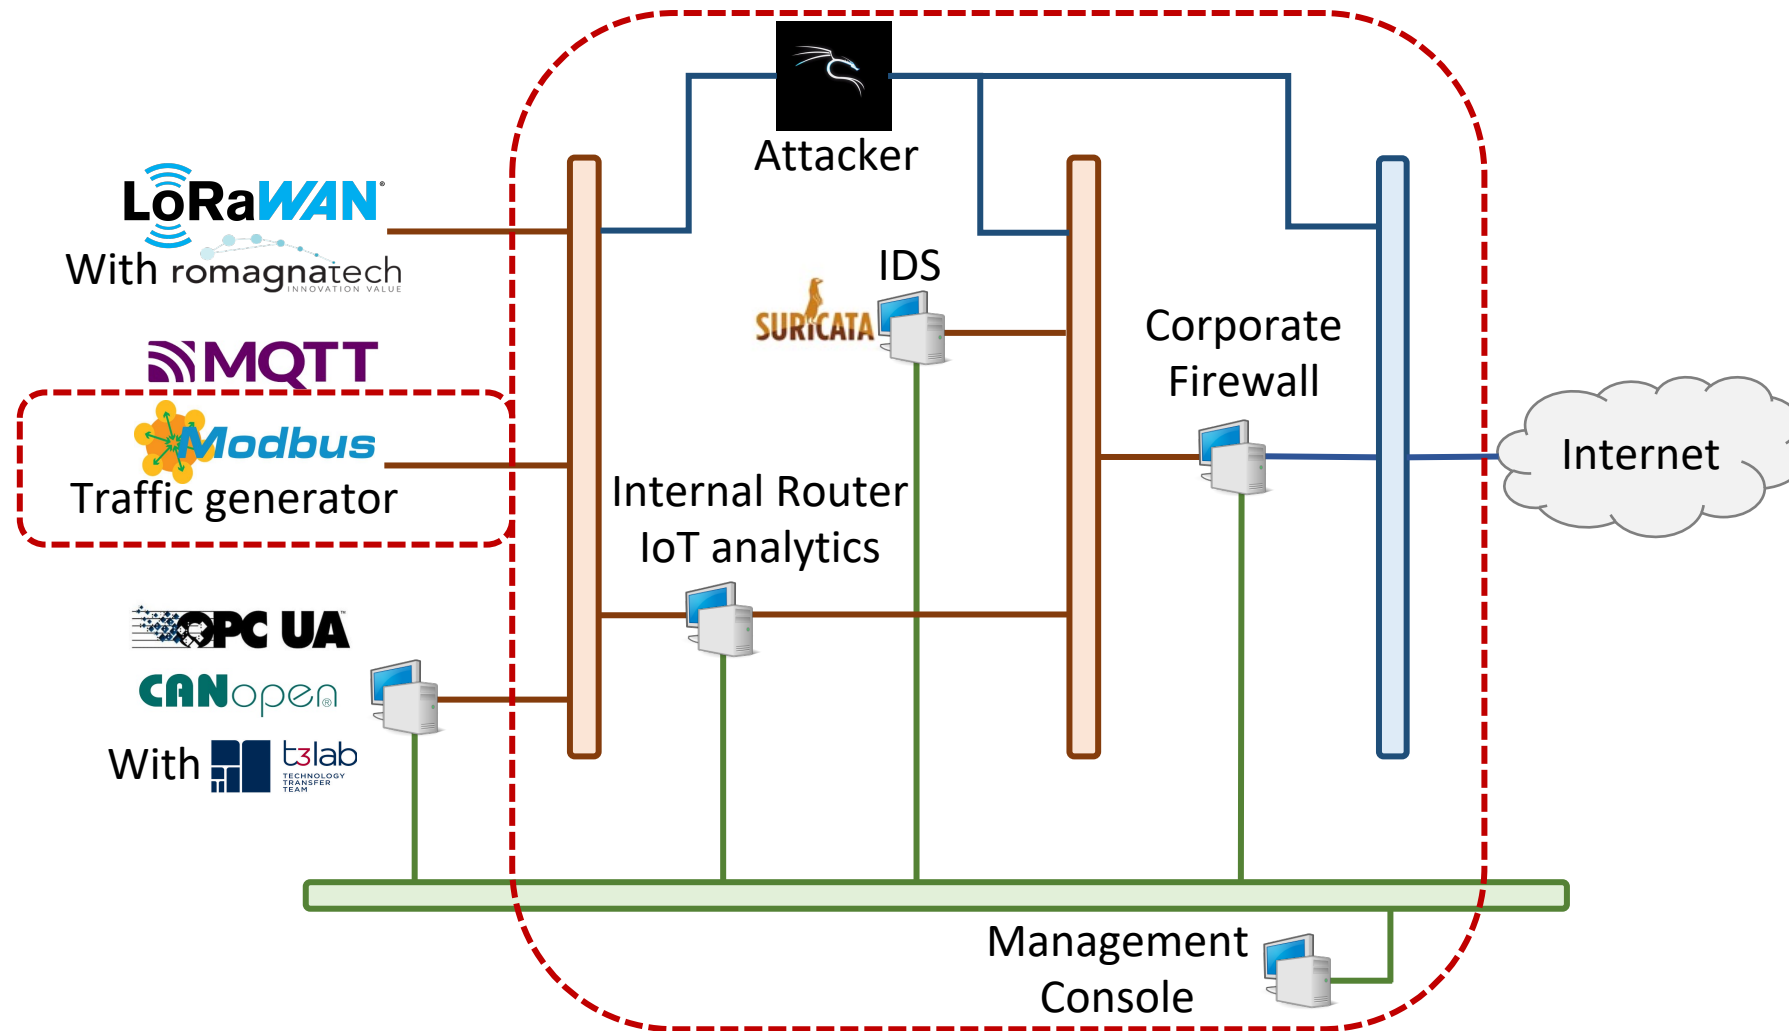 Attacker
LoRaWAN®
With romagnatech
INNOVATION VALUE
IDS
SURICATA
Corporate
Firewall
MQTT
Modbus
Traffic generator
Internal Router
IoT analytics
Internet
OPC UA
CANopen®
With t3lab
TECHNOLOGY
TRANSFER
TEAM
Management
Console